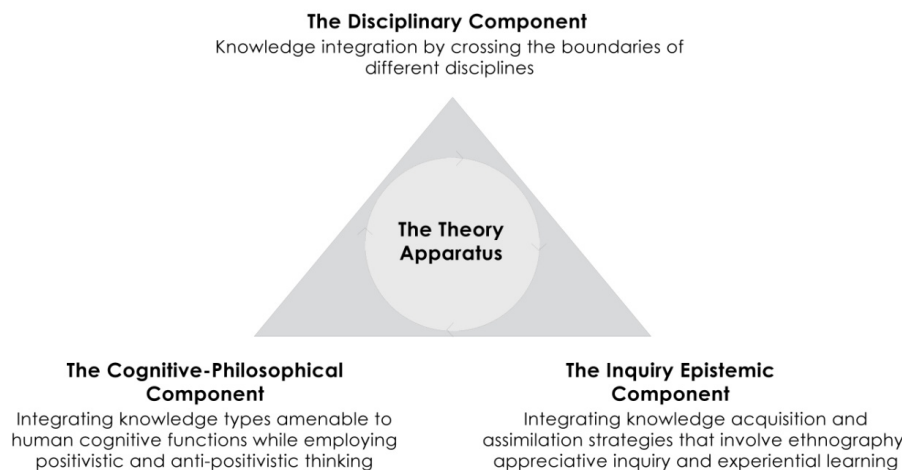 The Disciplinary Component
Knowledge integration by crossing the boundaries of
different disciplines
The Theory
Apparatus
The Cognitive-Philosophical
Component
Integrating knowledge types amenable to
human cognitive functions while employing
positivistic and anti-positivistic thinking
The Inquiry Epistemic
Component
Integrating knowledge acquisition and
assimilation strategies that involve ethnography
appreciative inquiry and experiential learning